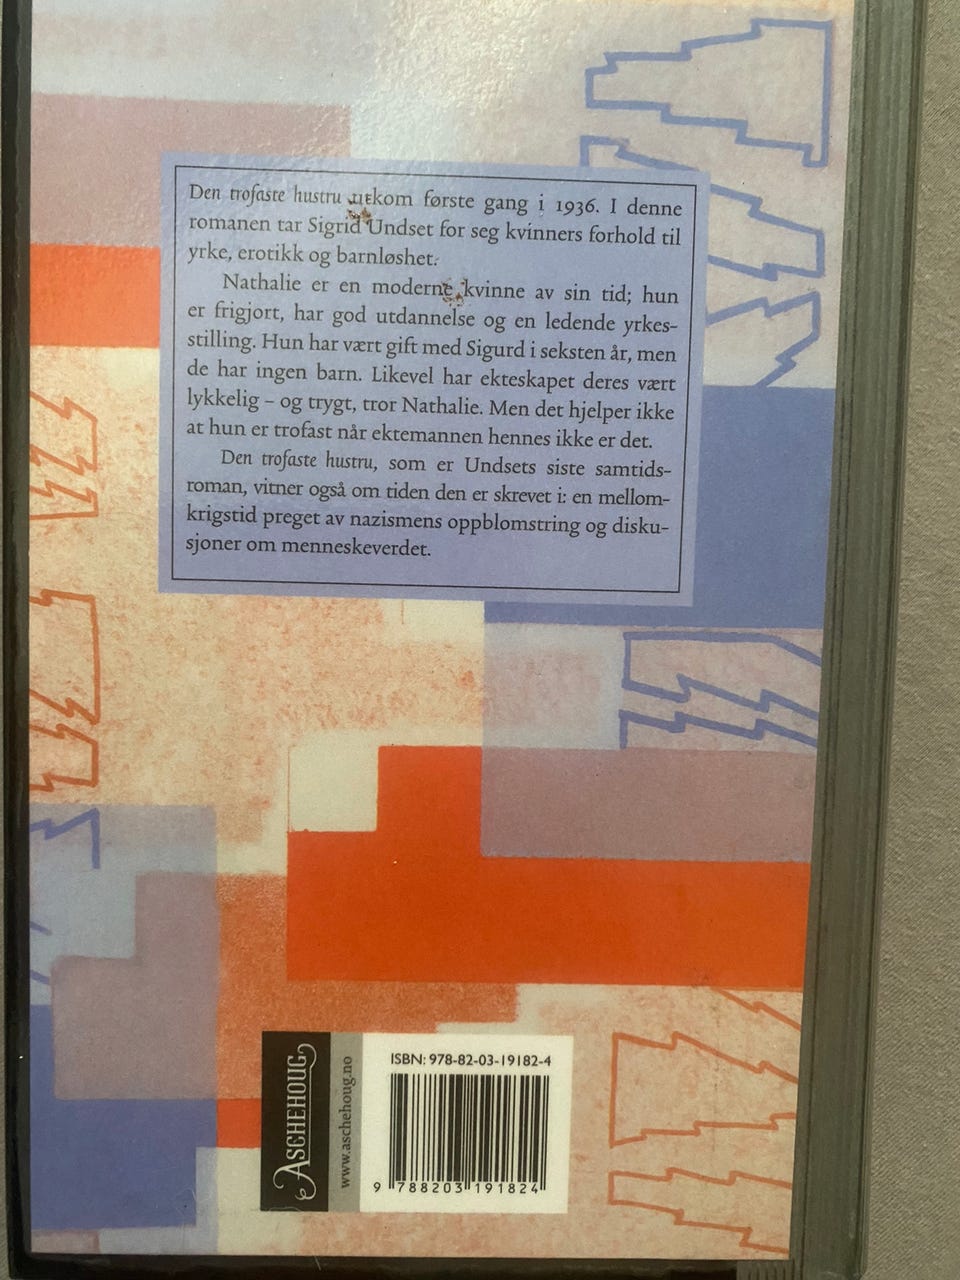 Den trofaste hustru utkom første gang i 1936. I denne
romanen tar Sigrid Undset for seg kvinners forhold til
yrke, erotikk og barnløshet.
Nathalie er en moderne kvinne av sin tid; hun
er frigjort, har god utdannelse og en ledende yrkes-
stilling. Hun har vært gift med Sigurd i seksten år, men
de har ingen barn. Likevel har ekteskapet deres vært
lykkelig – og trygt, tror Nathalie. Men det hjelper ikke
at hun er trofast når ektemannen hennes ikke er det.
Den trofaste hustru, som er Undsets siste samtids-
roman, vitner også om tiden den er skrevet i: en mellom-
krigstid preget av nazismens oppblomstring og disku-
sjoner om menneskeverdet.
ASCHEHOUG
www.aschehoug.no
ISBN: 978-82-03-19182-4
9 788203 191824